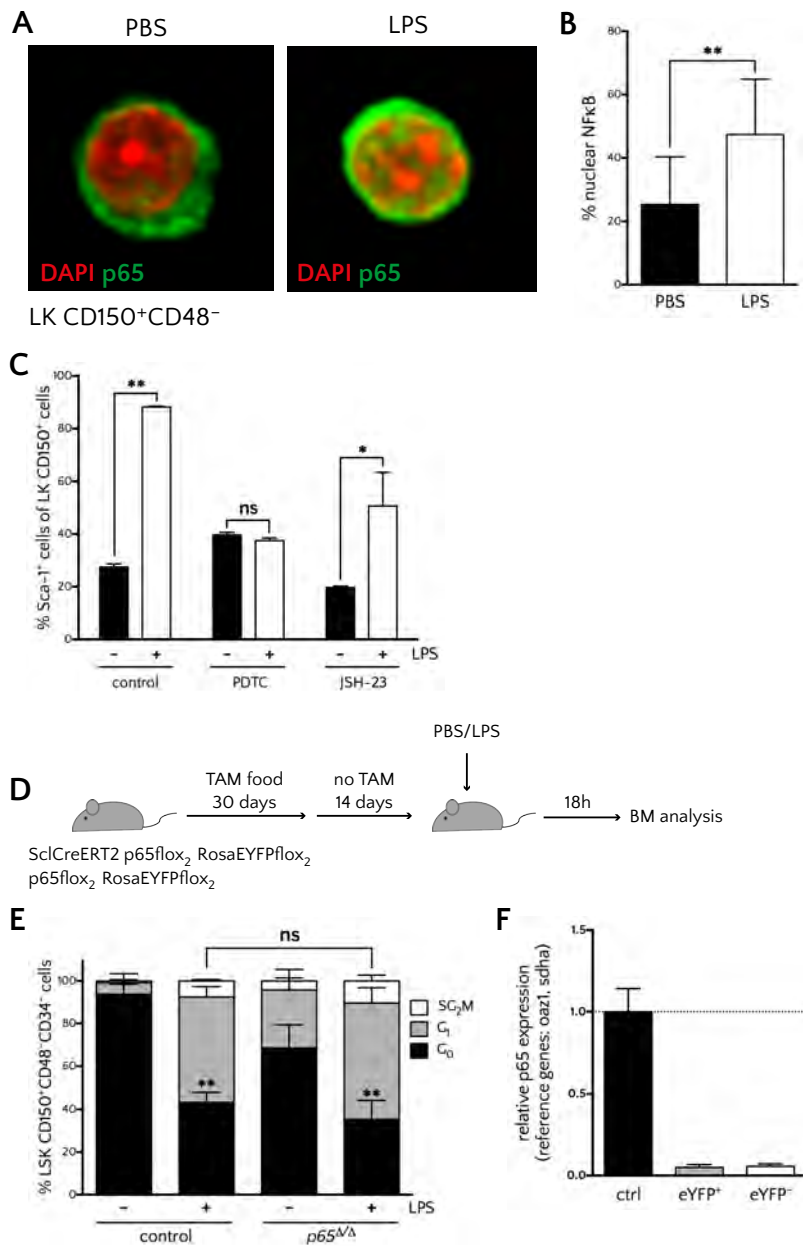 A
PBS
LPS
DAPI p65
DAPI p65
LK CD150⁺CD48⁻
B
% nuclear NFκB
80
60
40
20
0
**
PBS
LPS
C
% Sca-1⁺ cells of LK CD150⁺ cells
100
80
60
40
20
0
**
ns
*
- + - + - + LPS
control
PDTC
JSH-23
D
TAM food
30 days
no TAM
14 days
PBS/LPS
18h
BM analysis
SclCreERT2 p65flox₂ RosaEYFPflox₂
p65flox₂ RosaEYFPflox₂
E
% LSK CD150⁺CD48⁻CD34⁻ cells
100
80
60
40
20
0
ns
**
**
SG₂M
G₁
G₀
- + - + LPS
control
p65^Δ/Δ
F
relative p65 expression
(reference genes: oaz1, sdha)
1.5
1.0
0.5
0.0
ctrl
eYFP⁺
eYFP⁻